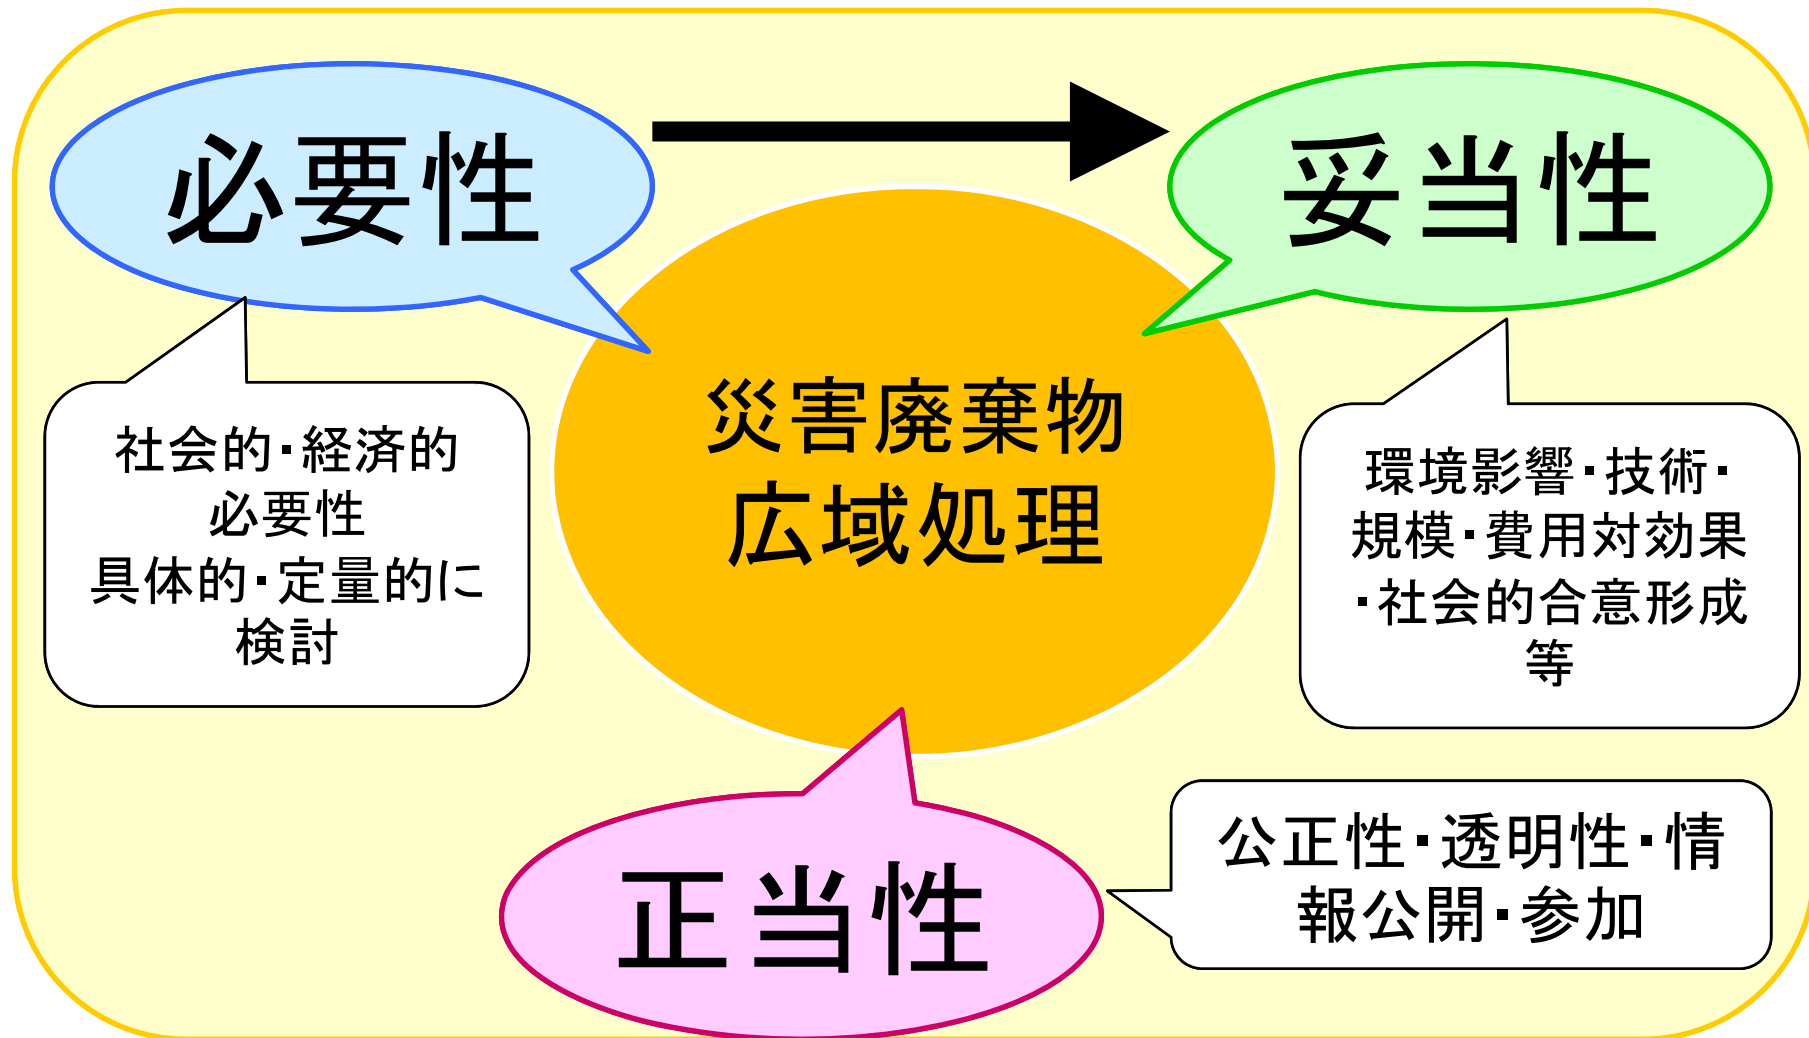 必要性
妥当性
災害廃棄物
広域処理
社会的・経済的
必要性
具体的・定量的に
検討
環境影響・技術・
規模・費用対効果
・社会的合意形成
等
正当性
公正性・透明性・情
報公開・参加